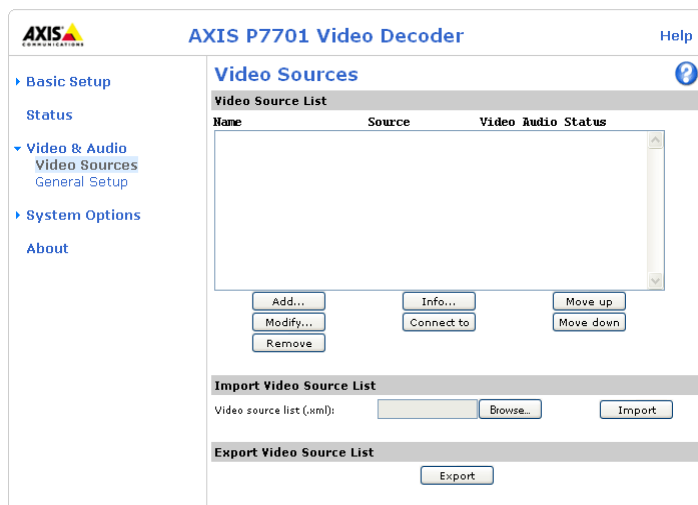 AXIS
COMMUNICATIONS
AXIS P7701 Video Decoder
Help
Basic Setup
Status
Video & Audio
Video Sources
General Setup
System Options
About
Video Sources
?
Video Source List
Name Source Video Audio Status
Add... Info... Move up
Modify... Connect to Move down
Remove
Import Video Source List
Video source list (.xml): Browse... Import
Export Video Source List
Export